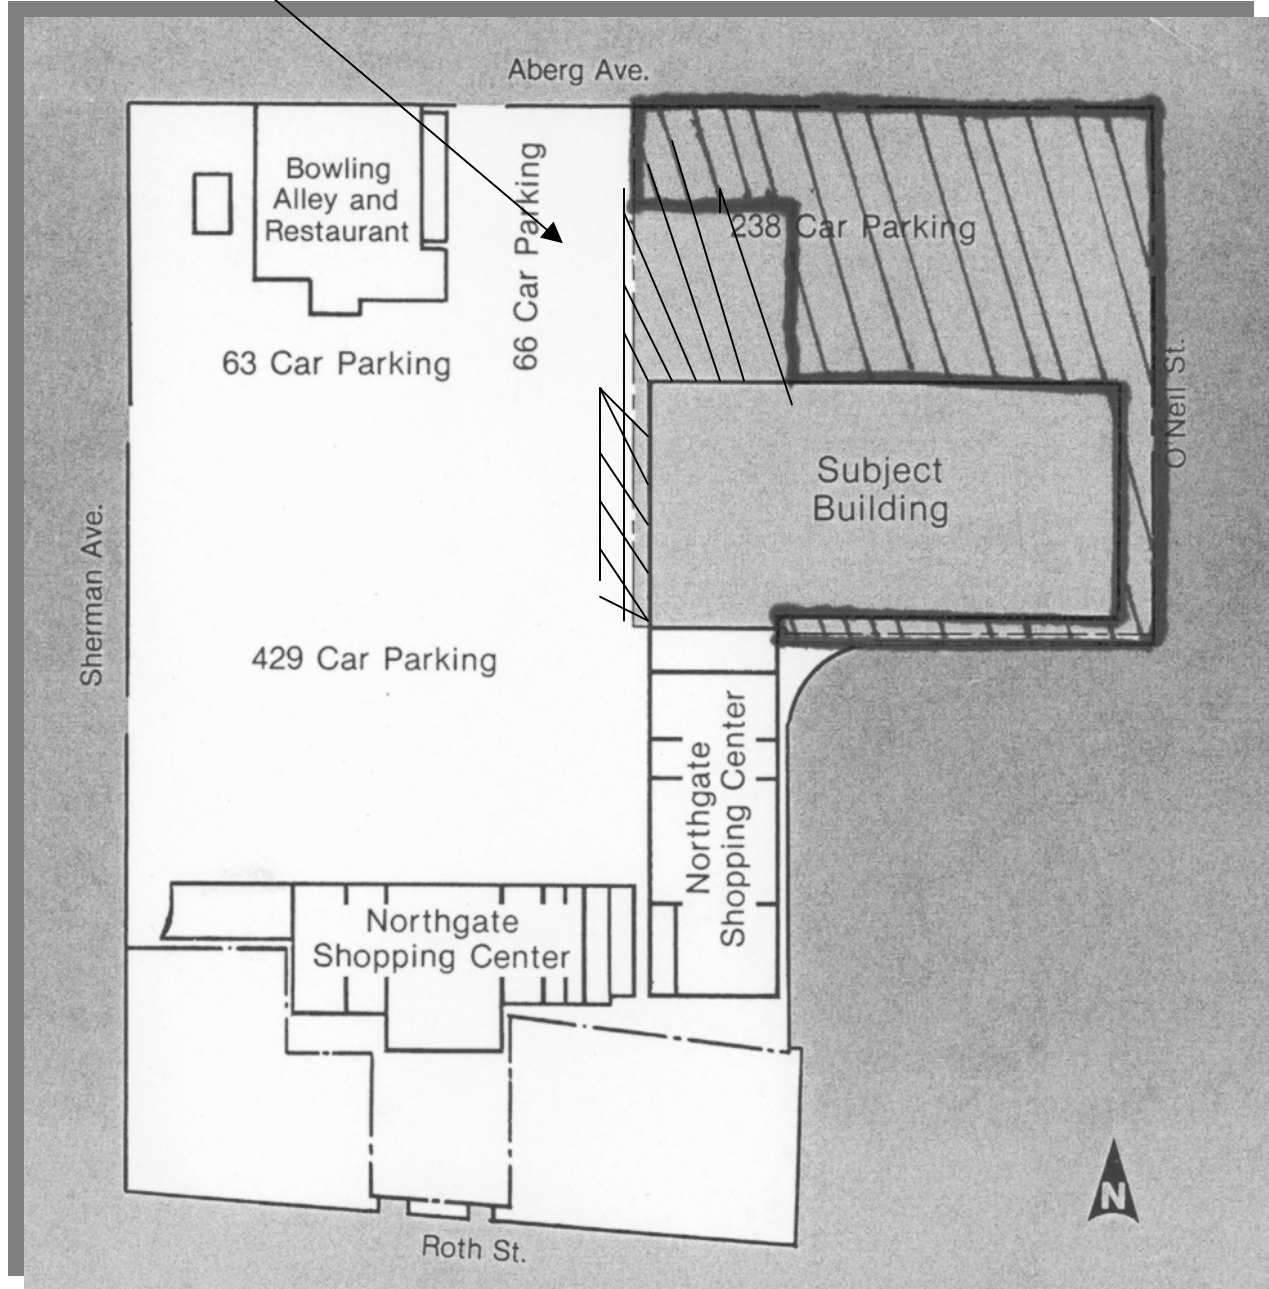 Aberg Ave.
Bowling
Alley and
Restaurant
66 Car Parking
238 Car Parking
63 Car Parking
O'Neil St.
Subject
Building
Sherman Ave.
429 Car Parking
Northgate
Shopping Center
Northgate
Shopping Center
N
Roth St.